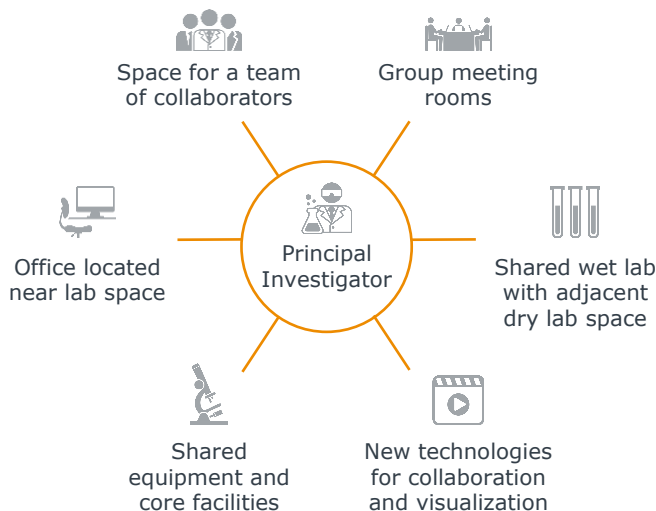 Space for a team
of collaborators
Group meeting
rooms
Principal
Investigator
Office located
near lab space
Shared wet lab
with adjacent
dry lab space
Shared
equipment and
core facilities
New technologies
for collaboration
and visualization